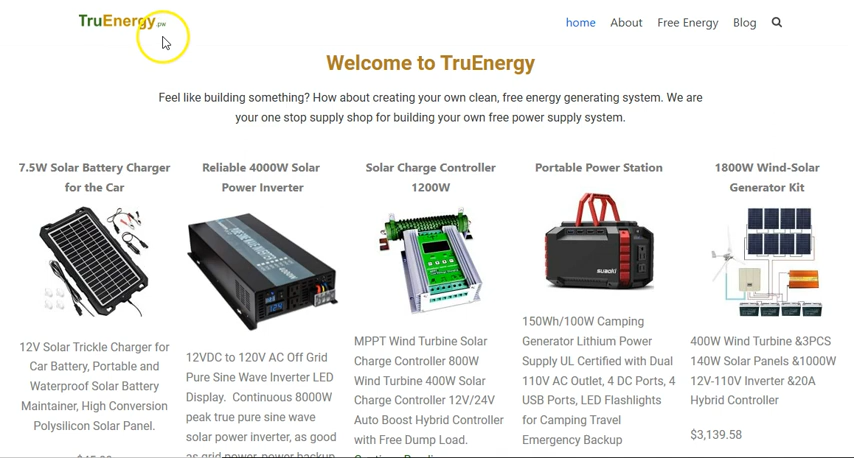 TruEnergy.pw
home About Free Energy Blog
Welcome to TruEnergy
Feel like building something? How about creating your own clean, free energy generating system. We are
your one stop supply shop for building your own free power supply system.
7.5W Solar Battery Charger
for the Car
12V Solar Trickle Charger for
Car Battery, Portable and
Waterproof Solar Battery
Maintainer, High Conversion
Polysilicon Solar Panel.
Reliable 4000W Solar
Power Inverter
12VDC to 120V AC Off Grid
Pure Sine Wave Inverter LED
Display. Continuous 8000W
peak true pure sine wave
solar power inverter, as good
as grid power, power backup
Solar Charge Controller
1200W
MPPT Wind Turbine Solar
Charge Controller 800W
Wind Turbine 400W Solar
Charge Controller 12V/24V
Auto Boost Hybrid Controller
with Free Dump Load.
Portable Power Station
suaoki
150Wh/100W Camping
Generator Lithium Power
Supply UL Certified with Dual
110V AC Outlet, 4 DC Ports, 4
USB Ports, LED Flashlights
for Camping Travel
Emergency Backup
1800W Wind-Solar
Generator Kit
400W Wind Turbine &3PCS
140W Solar Panels &1000W
12V-110V Inverter &20A
Hybrid Controller
$3,139.58